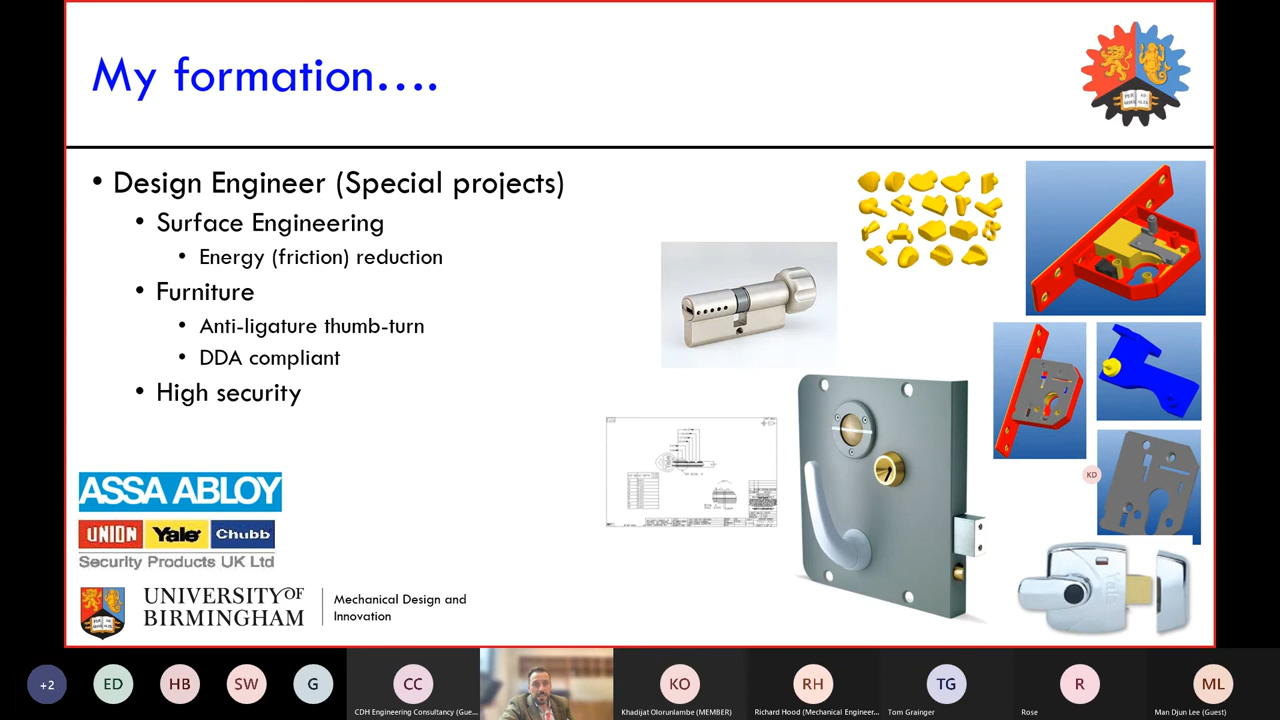 My formation….
• Design Engineer (Special projects)
• Surface Engineering
• Energy (friction) reduction
• Furniture
• Anti-ligature thumb-turn
• DDA compliant
• High security
ASSA ABLOY
UNION Yale Chubb
Security Products UK Ltd
UNIVERSITY OF
BIRMINGHAM
Mechanical Design and
Innovation
KD
Yale
+2
ED
HB
SW
G
CC
CDH Engineering Consultancy (Gue...
KO
Khadijat Olorunlambe (MEMBER)
RH
Richard Hood (Mechanical Engineer...
TG
Tom Grainger
R
Rose
ML
Man Djun Lee (Guest)